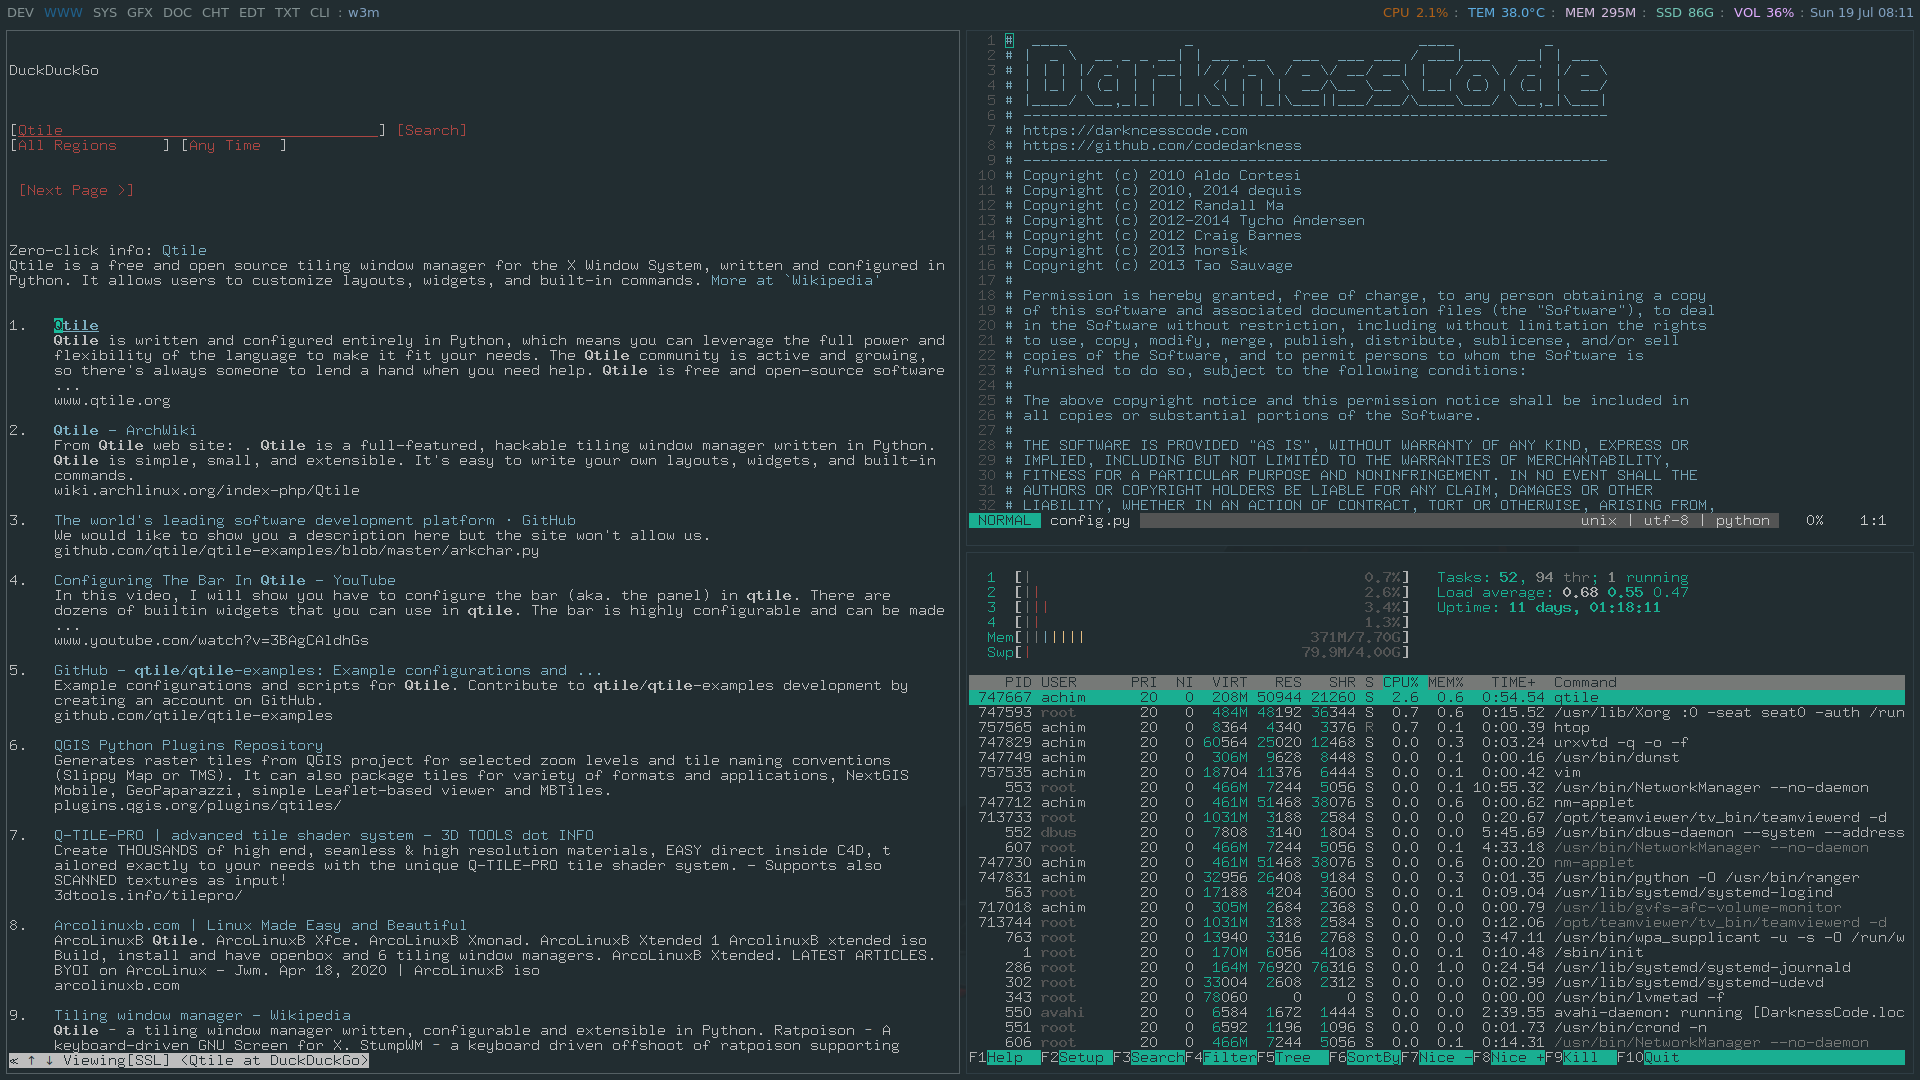 DEV WWW SYS GFX DOC CHT EDT TXT CLI : w3m
CPU 2.1% : TEM 38.0°C : MEM 295M : SSD 86G : VOL 36% : Sun 19 Jul 08:11
DuckDuckGo
[Qtile___________________________________] [Search]
[All Regions     ] [Any Time  ]
[Next Page >]
Zero-click info: Qtile
Qtile is a free and open source tiling window manager for the X Window System, written and configured in
Python. It allows users to customize layouts, widgets, and built-in commands. More at `Wikipedia'
1. Qtile
Qtile is written and configured entirely in Python, which means you can leverage the full power and
flexibility of the language to make it fit your needs. The Qtile community is active and growing,
so there's always someone to lend a hand when you need help. Qtile is free and open-source software
...
www.qtile.org
2. Qtile - ArchWiki
From Qtile web site: . Qtile is a full-featured, hackable tiling window manager written in Python.
Qtile is simple, small, and extensible. It's easy to write your own layouts, widgets, and built-in
commands.
wiki.archlinux.org/index-php/Qtile
3. The world's leading software development platform · GitHub
We would like to show you a description here but the site won't allow us.
github.com/qtile/qtile-examples/blob/master/arkchar.py
4. Configuring The Bar In Qtile - YouTube
In this video, I will show you have to configure the bar (aka. the panel) in qtile. There are
dozens of builtin widgets that you can use in qtile. The bar is highly configurable and can be made
...
www.youtube.com/watch?v=3BAgCAldhGs
5. GitHub - qtile/qtile-examples: Example configurations and ...
Example configurations and scripts for Qtile. Contribute to qtile/qtile-examples development by
creating an account on GitHub.
github.com/qtile/qtile-examples
6. QGIS Python Plugins Repository
Generates raster tiles from QGIS project for selected zoom levels and tile naming conventions
(Slippy Map or TMS). It can also package tiles for variety of formats and applications, NextGIS
Mobile, GeoPaparazzi, simple Leaflet-based viewer and MBTiles.
plugins.qgis.org/plugins/qtiles/
7. Q-TILE-PRO | advanced tile shader system - 3D TOOLS dot INFO
Create THOUSANDS of high end, seamless & high resolution materials, EASY direct inside C4D, t
ailored exactly to your needs with the unique Q-TILE-PRO tile shader system. - Supports also
SCANNED textures as input!
3dtools.info/tilepro/
8. Arcolinuxb.com | Linux Made Easy and Beautiful
ArcoLinuxB Qtile. ArcoLinuxB Xfce. ArcoLinuxB Xmonad. ArcoLinuxB Xtended 1 ArcolinuxB xtended iso
Build, install and have openbox and 6 tiling window managers. ArcoLinuxB Xtended. LATEST ARTICLES.
BYOI on ArcoLinux - Jwm. Apr 18, 2020 | ArcoLinuxB iso
arcolinuxb.com
9. Tiling window manager - Wikipedia
Qtile - a tiling window manager written, configurable and extensible in Python. Ratpoison - A
keyboard-driven GNU Screen for X. StumpWM - a keyboard driven offshoot of ratpoison supporting
≪ ↑ ↓ Viewing[SSL] <Qtile at DuckDuckGo>
DarknessCode
1 #
2 #
3 #
4 #
5 #
6 # -----------------------------------------------------------------
7 # https://darkncesscode.com
8 # https://github.com/codedarkness
9 # -----------------------------------------------------------------
10 # Copyright (c) 2010 Aldo Cortesi
11 # Copyright (c) 2010, 2014 dequis
12 # Copyright (c) 2012 Randall Ma
13 # Copyright (c) 2012-2014 Tycho Andersen
14 # Copyright (c) 2012 Craig Barnes
15 # Copyright (c) 2013 horsik
16 # Copyright (c) 2013 Tao Sauvage
17 #
18 # Permission is hereby granted, free of charge, to any person obtaining a copy
19 # of this software and associated documentation files (the "Software"), to deal
20 # in the Software without restriction, including without limitation the rights
21 # to use, copy, modify, merge, publish, distribute, sublicense, and/or sell
22 # copies of the Software, and to permit persons to whom the Software is
23 # furnished to do so, subject to the following conditions:
24 #
25 # The above copyright notice and this permission notice shall be included in
26 # all copies or substantial portions of the Software.
27 #
28 # THE SOFTWARE IS PROVIDED "AS IS", WITHOUT WARRANTY OF ANY KIND, EXPRESS OR
29 # IMPLIED, INCLUDING BUT NOT LIMITED TO THE WARRANTIES OF MERCHANTABILITY,
30 # FITNESS FOR A PARTICULAR PURPOSE AND NONINFRINGEMENT. IN NO EVENT SHALL THE
31 # AUTHORS OR COPYRIGHT HOLDERS BE LIABLE FOR ANY CLAIM, DAMAGES OR OTHER
32 # LIABILITY, WHETHER IN AN ACTION OF CONTRACT, TORT OR OTHERWISE, ARISING FROM,
NORMAL config.py unix | utf-8 | python 0% 1:1
1 [| 0.7%] Tasks: 52, 94 thr; 1 running
2 [|| 2.6%] Load average: 0.68 0.55 0.47
3 [||| 3.4%] Uptime: 11 days, 01:18:11
4 [|| 1.3%]
Mem[||||||| 371M/7.70G]
Swp[| 79.9M/4.00G]
PID USER PRI NI VIRT RES SHR S CPU% MEM% TIME+ Command
747667 achim 20 0 208M 50944 21260 S 2.6 0.6 0:54.54 qtile
747593 root 20 0 484M 48192 36344 S 0.7 0.6 0:15.52 /usr/lib/Xorg :0 -seat seat0 -auth /run
757565 achim 20 0 8364 4340 3376 R 0.7 0.1 0:00.39 htop
747829 achim 20 0 60564 25020 12468 S 0.0 0.3 0:03.24 urxvtd -q -o -f
747749 achim 20 0 306M 9628 8448 S 0.0 0.1 0:00.16 /usr/bin/dunst
757535 achim 20 0 18704 11376 6444 S 0.0 0.1 0:00.42 vim
553 root 20 0 466M 7244 5056 S 0.0 0.1 10:55.32 /usr/bin/NetworkManager --no-daemon
747712 achim 20 0 461M 51468 38076 S 0.0 0.6 0:00.62 nm-applet
713733 root 20 0 1031M 3188 2584 S 0.0 0.0 0:20.67 /opt/teamviewer/tv_bin/teamviewerd -d
552 dbus 20 0 7808 3140 1804 S 0.0 0.0 5:45.69 /usr/bin/dbus-daemon --system --address
607 root 20 0 466M 7244 5056 S 0.0 0.1 4:33.18 /usr/bin/NetworkManager --no-daemon
747730 achim 20 0 461M 51468 38076 S 0.0 0.6 0:00.20 nm-applet
747831 achim 20 0 32956 26408 9184 S 0.0 0.3 0:01.35 /usr/bin/python -O /usr/bin/ranger
563 root 20 0 17188 4204 3600 S 0.0 0.1 0:09.04 /usr/lib/systemd/systemd-logind
717018 achim 20 0 305M 2684 2368 S 0.0 0.0 0:00.79 /usr/lib/gvfs-afc-volume-monitor
713744 root 20 0 1031M 3188 2584 S 0.0 0.0 0:12.06 /opt/teamviewer/tv_bin/teamviewerd -d
763 root 20 0 13940 3316 2768 S 0.0 0.0 3:47.11 /usr/bin/wpa_supplicant -u -s -O /run/w
1 root 20 0 170M 6056 4108 S 0.0 0.1 0:10.48 /sbin/init
286 root 20 0 164M 76920 76316 S 0.0 1.0 0:24.54 /usr/lib/systemd/systemd-journald
302 root 20 0 33004 2608 2312 S 0.0 0.0 0:02.99 /usr/lib/systemd/systemd-udevd
343 root 20 0 78060 0 0 S 0.0 0.0 0:00.00 /usr/bin/lvmetad -f
550 avahi 20 0 6584 1672 1444 S 0.0 0.0 2:39.55 avahi-daemon: running [DarknessCode.loc
551 root 20 0 6592 1196 1096 S 0.0 0.0 0:01.73 /usr/bin/crond -n
606 root 20 0 466M 7244 5056 S 0.0 0.1 0:14.31 /usr/bin/NetworkManager --no-daemon
F1Help F2Setup F3SearchF4FilterF5Tree F6SortByF7Nice -F8Nice +F9Kill F10Quit